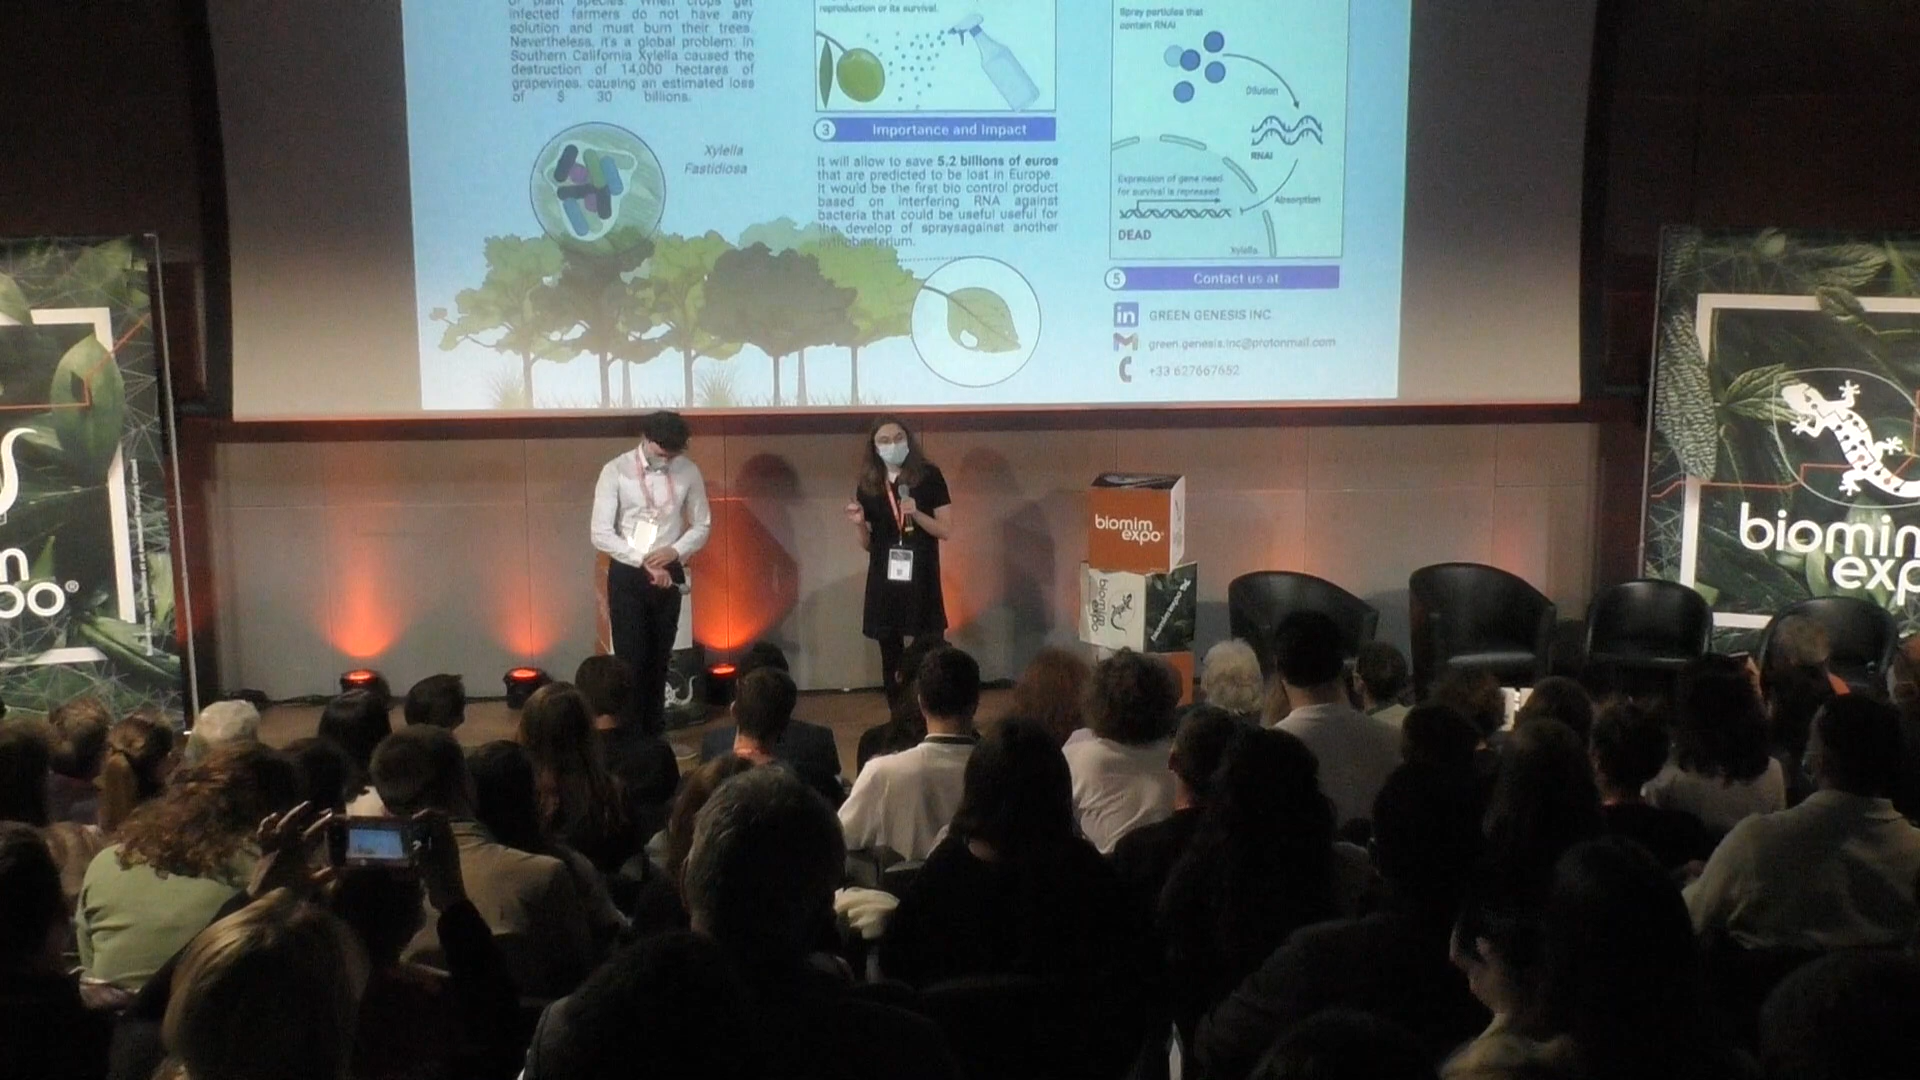 of plant species. When crops get
infected farmers do not have any
solution and must burn their trees.
Nevertheless, it's a global problem: In
Southern California Xylella caused the
destruction of 14,000 hectares of
grapevines, causing an estimated loss
of $ 30 billions.
Xylella
Fastidiosa
reproduction or its survival.
3 Importance and Impact
It will allow to save 5.2 billions of euros
that are predicted to be lost in Europe.
It would be the first bio control product
based on interfering RNA against
bacteria that could be useful useful for
the develop of spraysagainst another
pythobacterium.
Spray particles that
contain RNAi
Dilution
RNAi
Expression of gene need
for survival is repressed
Absorption
DEAD
Xylella
5 Contact us at
in GREEN GENESIS INC
green.genesis.inc@protonmail.com
+33 627667652
biomim
expo
biomim
expo
n
po®
biomim
exp